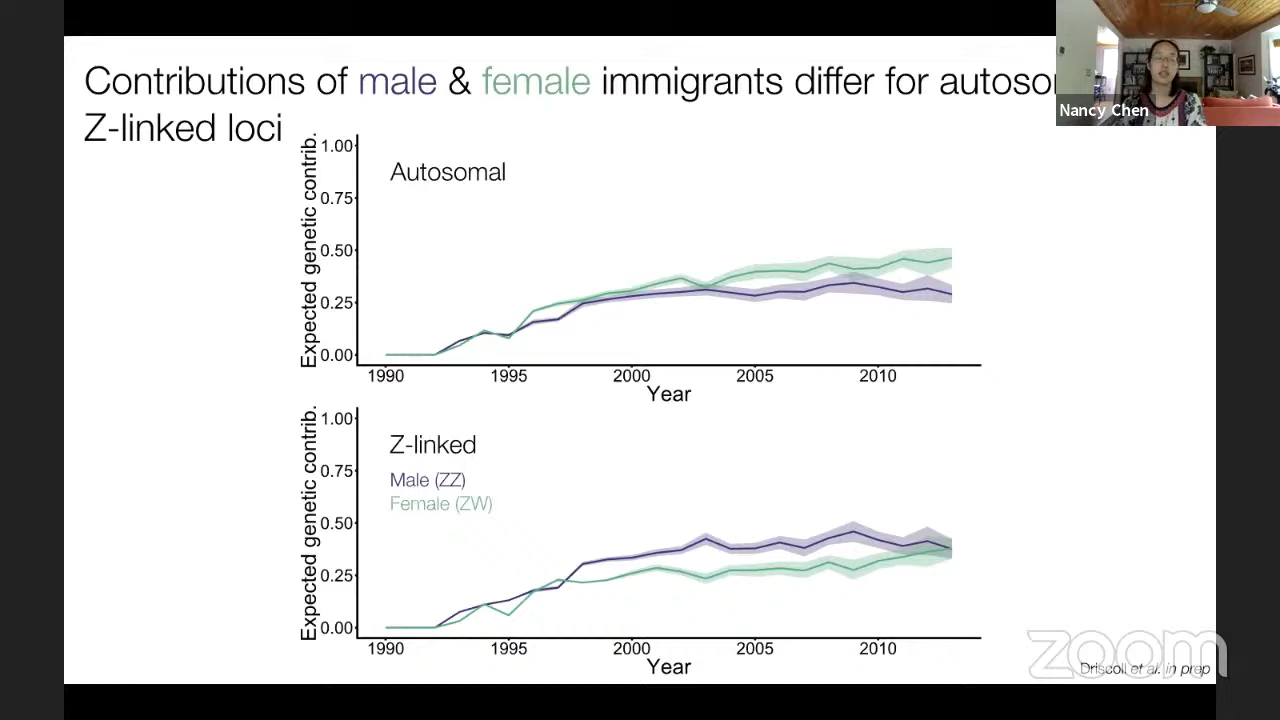 Contributions of male & female immigrants differ for
Z-linked loci
Nancy Chen
Expected genetic contrib.
1.00
0.75
0.50
0.25
0.00
Autosomal
1990 1995 2000 2005 2010
Year
Expected genetic contrib.
1.00
0.75
0.50
0.25
0.00
Z-linked
Male (ZZ)
Female (ZW)
1990 1995 2000 2005 2010
Year
zoom
Driscoll et al. in prep